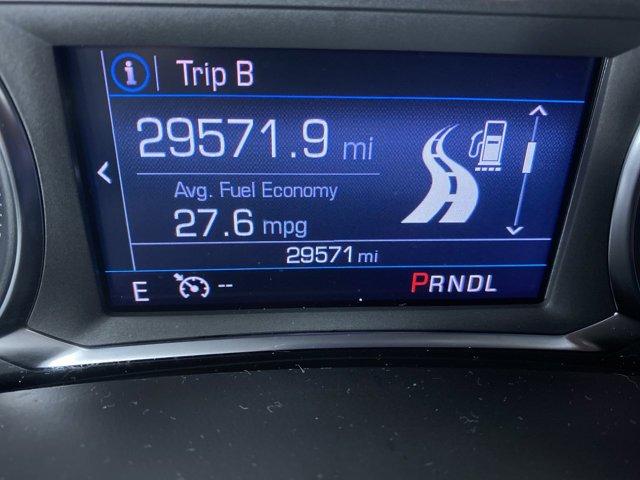 i Trip B
29571.9 mi
Avg. Fuel Economy
27.6 mpg
29571 mi
E -- PRNDL